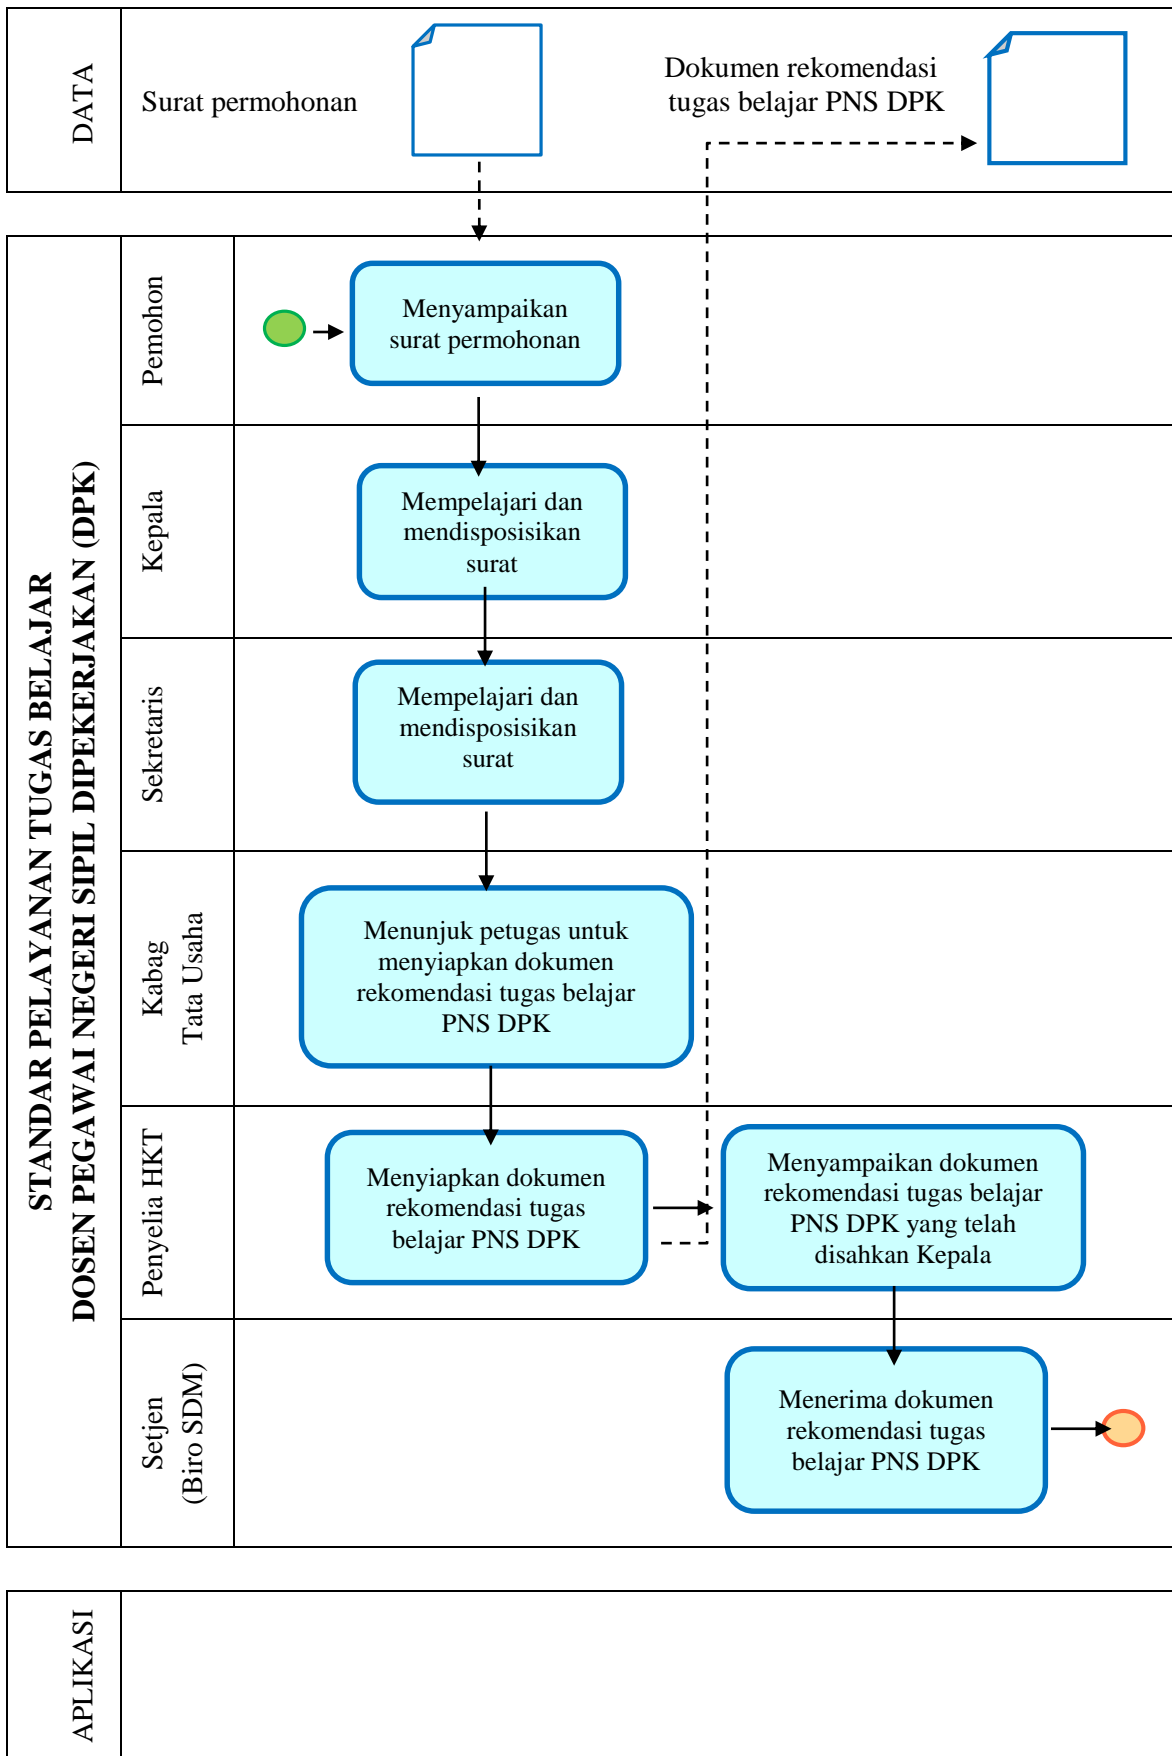 DATA
Surat permohonan
Dokumen rekomendasi
tugas belajar PNS DPK
STANDAR PELAYANAN TUGAS BELAJAR
DOSEN PEGAWAI NEGERI SIPIL DIPEKERJAKAN (DPK)
Pemohon
Menyampaikan
surat permohonan
Kepala
Mempelajari dan
mendisposisikan
surat
Sekretaris
Mempelajari dan
mendisposisikan
surat
Kabag
Tata Usaha
Menunjuk petugas untuk
menyiapkan dokumen
rekomendasi tugas belajar
PNS DPK
Penyelia HKT
Menyiapkan dokumen
rekomendasi tugas
belajar PNS DPK
Menyampaikan dokumen
rekomendasi tugas belajar
PNS DPK yang telah
disahkan Kepala
Setjen
(Biro SDM)
Menerima dokumen
rekomendasi tugas
belajar PNS DPK
APLIKASI